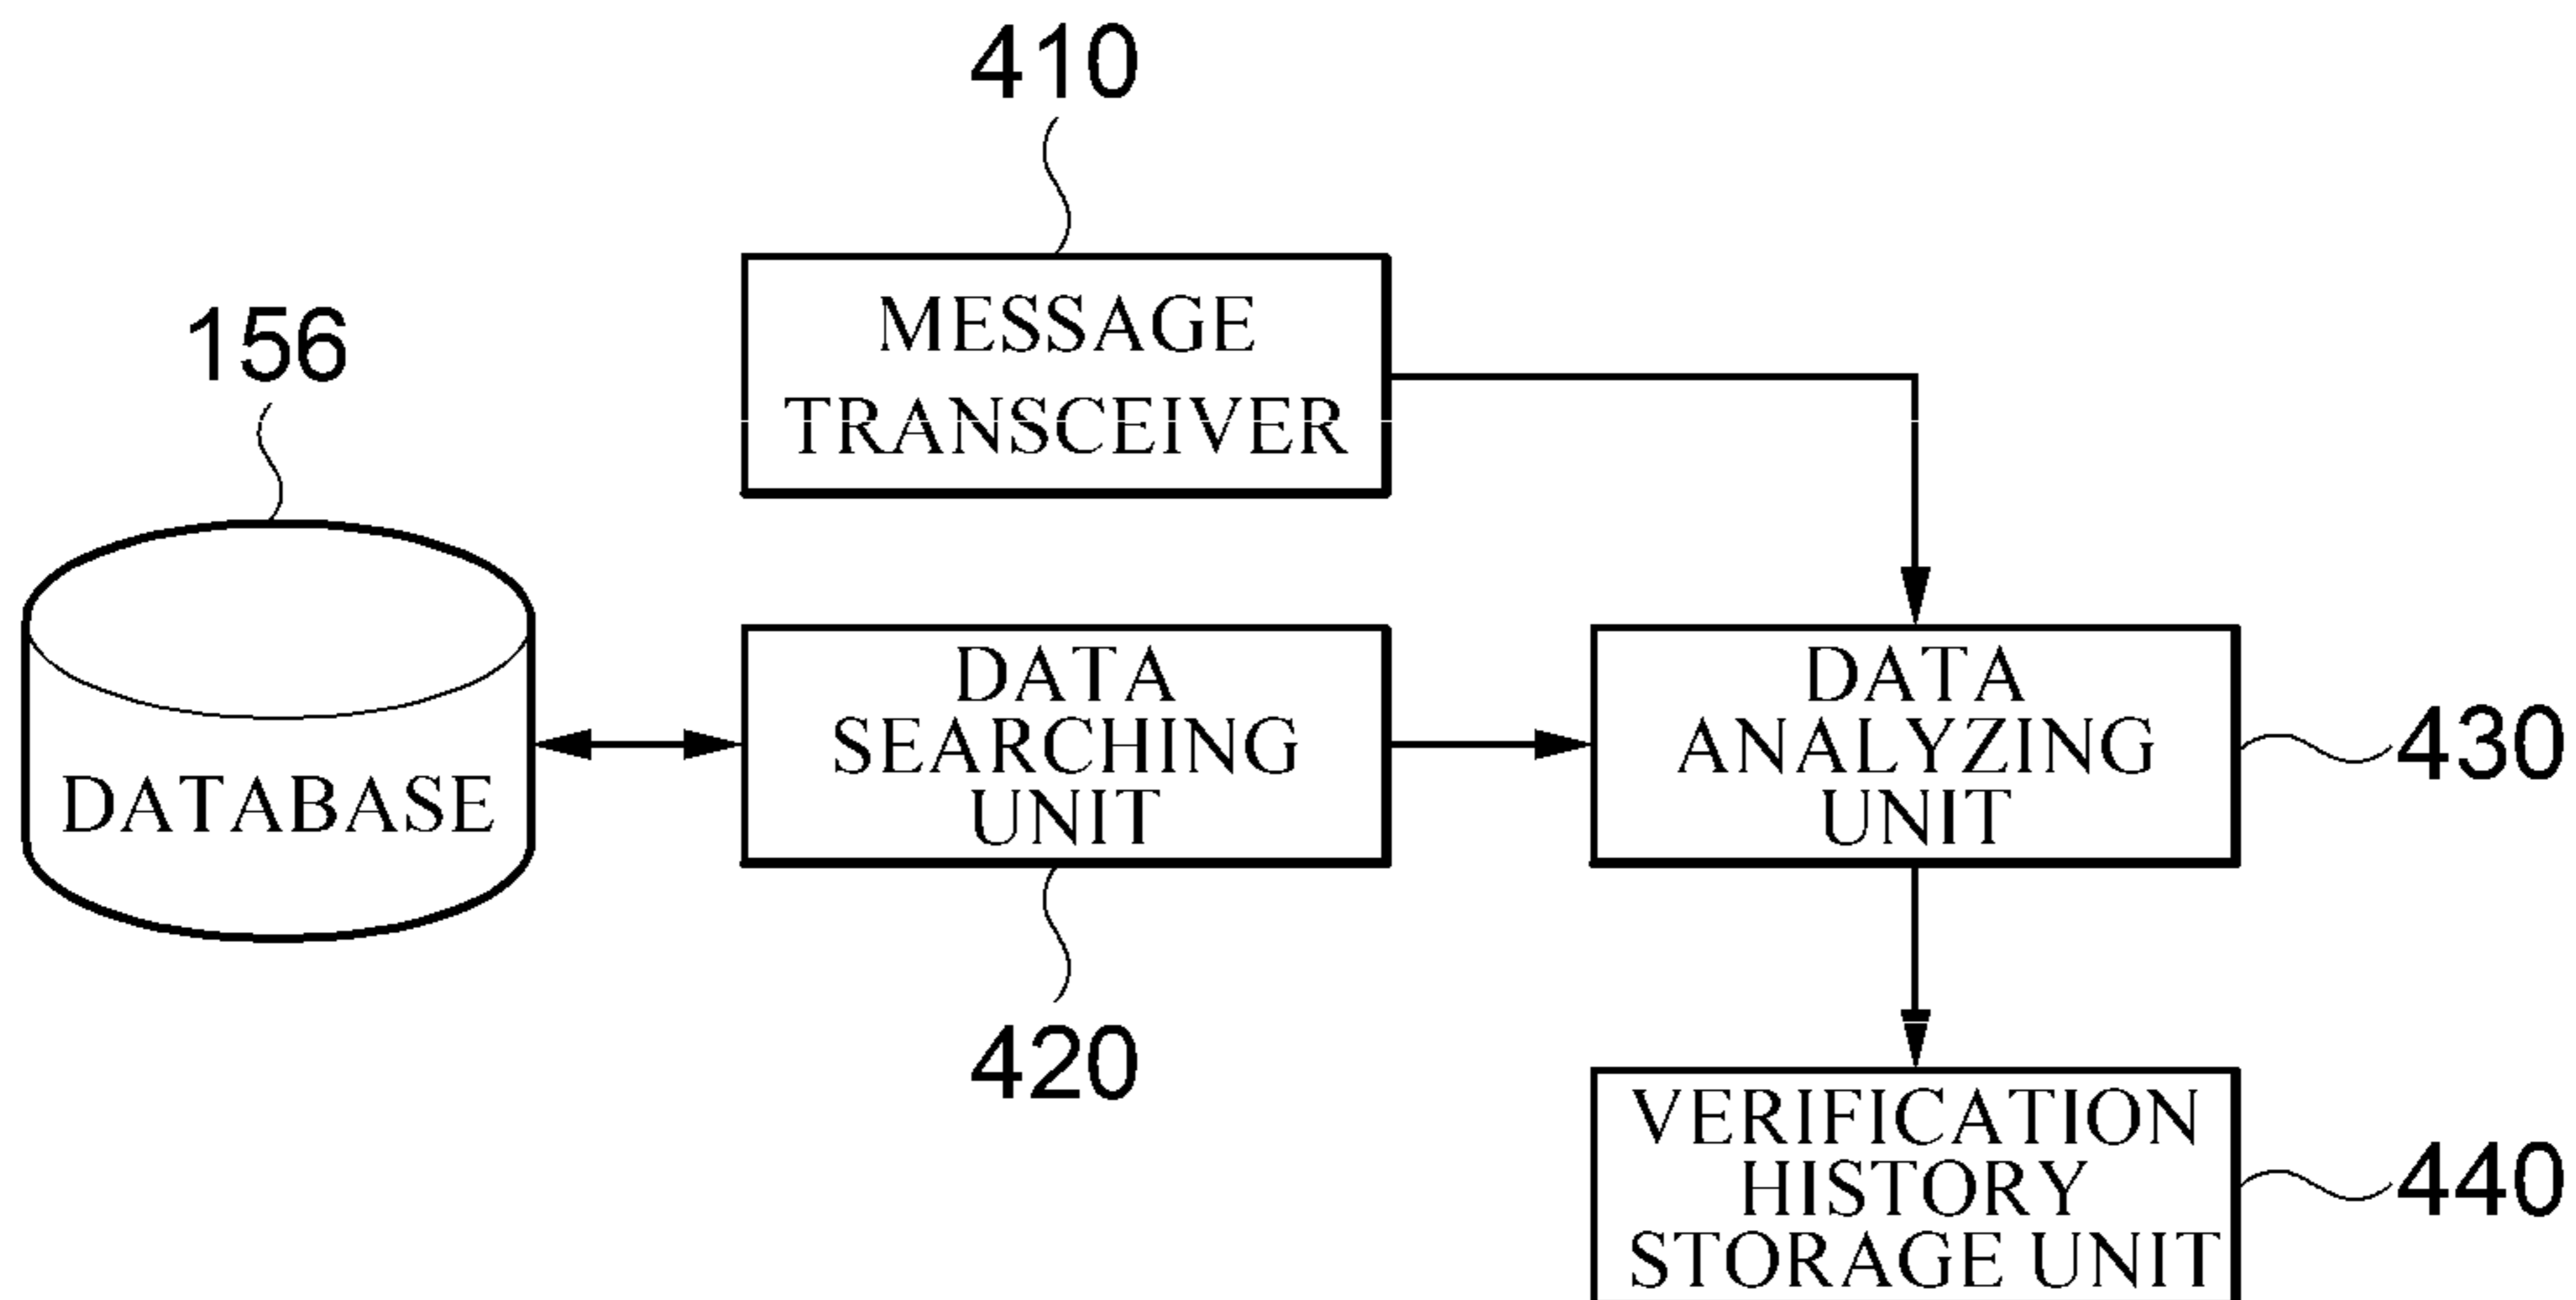 410
MESSAGE
TRANSCEIVER
156
DATABASE
DATA
SEARCHING
UNIT
420
DATA
ANALYZING
UNIT
430
VERIFICATION
HISTORY
STORAGE UNIT
440